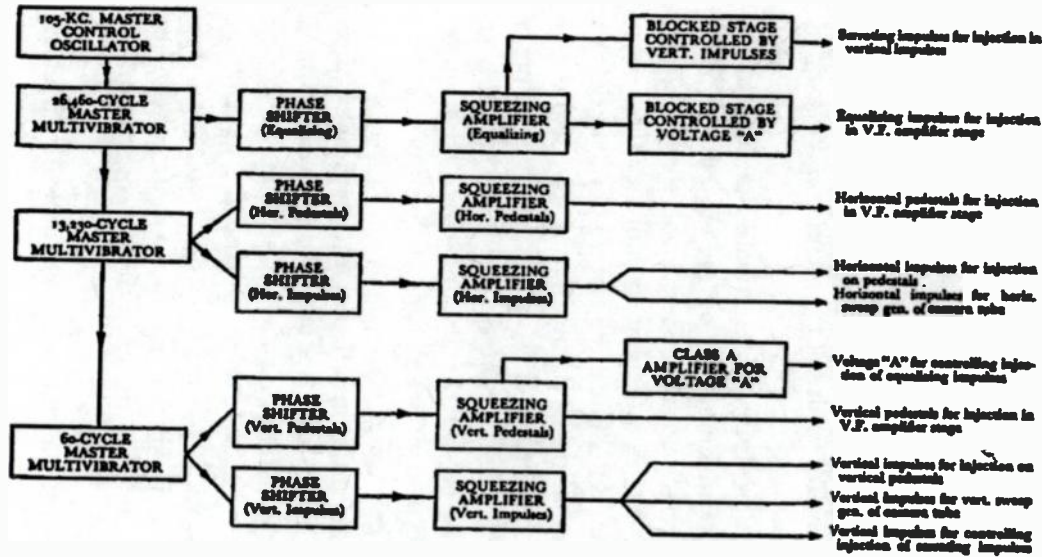 105-KC. MASTER
CONTROL
OSCILLATOR
26,460-CYCLE
MASTER
MULTIVIBRATOR
PHASE
SHIFTER
(Equalizing)
SQUEEZING
AMPLIFIER
(Equalizing)
BLOCKED STAGE
CONTROLLED BY
VERT. IMPULSES
Serrating impulses for injection in
vertical impulses
BLOCKED STAGE
CONTROLLED BY
VOLTAGE "A"
Equalizing impulses for injection
in V.F. amplifier stage
13,230-CYCLE
MASTER
MULTIVIBRATOR
PHASE
SHIFTER
(Hor. Pedestals)
SQUEEZING
AMPLIFIER
(Hor. Pedestals)
Horizontal pedestals for injection
in V.F. amplifier stage
PHASE
SHIFTER
(Hor. Impulses)
SQUEEZING
AMPLIFIER
(Hor. Impulses)
Horizontal impulses for injection
on pedestals.
Horizontal impulses for horiz.
sweep gen. of camera tube
CLASS A
AMPLIFIER FOR
VOLTAGE "A"
Voltage "A" for controlling injec-
tion of equalizing impulses
60-CYCLE
MASTER
MULTIVIBRATOR
PHASE
SHIFTER
(Vert. Pedestals)
SQUEEZING
AMPLIFIER
(Vert. Pedestals)
Vertical pedestals for injection in
V.F. amplifier stage
PHASE
SHIFTER
(Vert. Impulses)
SQUEEZING
AMPLIFIER
(Vert. Impulses)
Vertical impulses for injection on
vertical pedestals
Vertical impulses for vert. sweep
gen. of camera tube
Vertical impulses for controlling
injection of serrating impulses